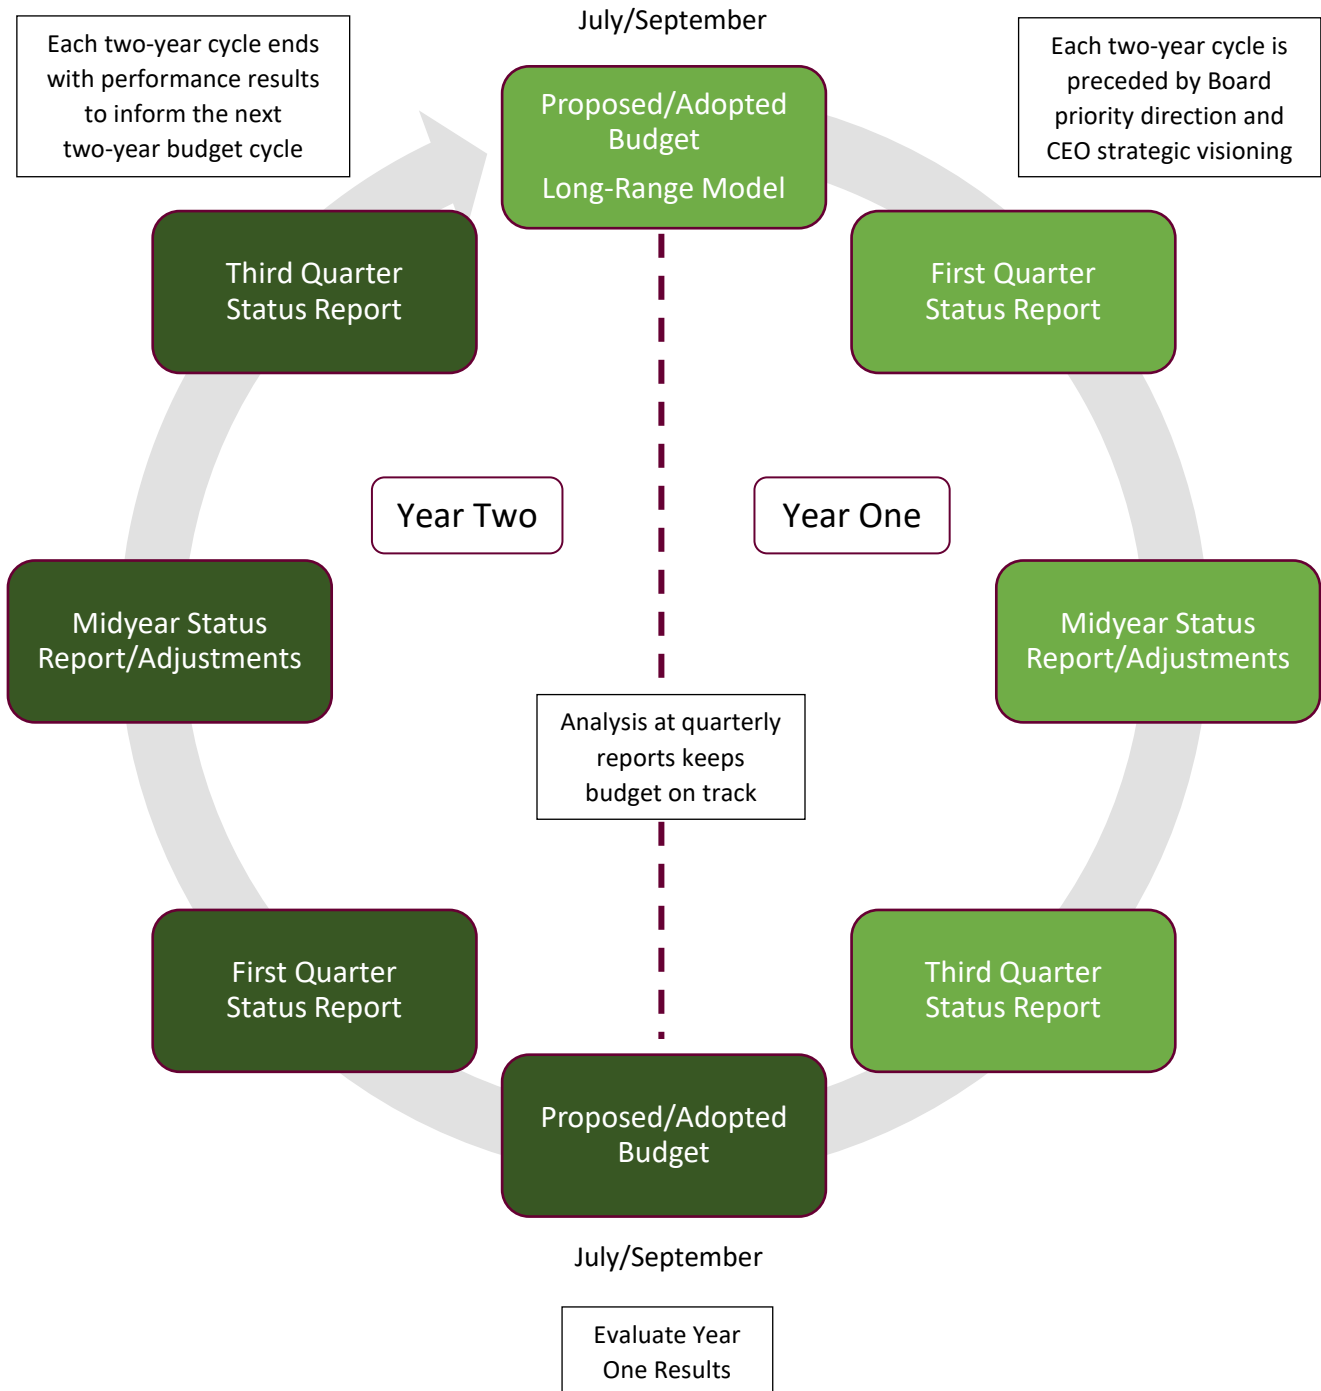 July/September
Each two-year cycle ends
with performance results
to inform the next
two-year budget cycle
Each two-year cycle is
preceded by Board
priority direction and
CEO strategic visioning
Proposed/Adopted
Budget
Long-Range Model
First Quarter
Status Report
Midyear Status
Report/Adjustments
Third Quarter
Status Report
Proposed/Adopted
Budget
July/September
Evaluate Year
One Results
First Quarter
Status Report
Midyear Status
Report/Adjustments
Third Quarter
Status Report
Year Two
Year One
Analysis at quarterly
reports keeps
budget on track